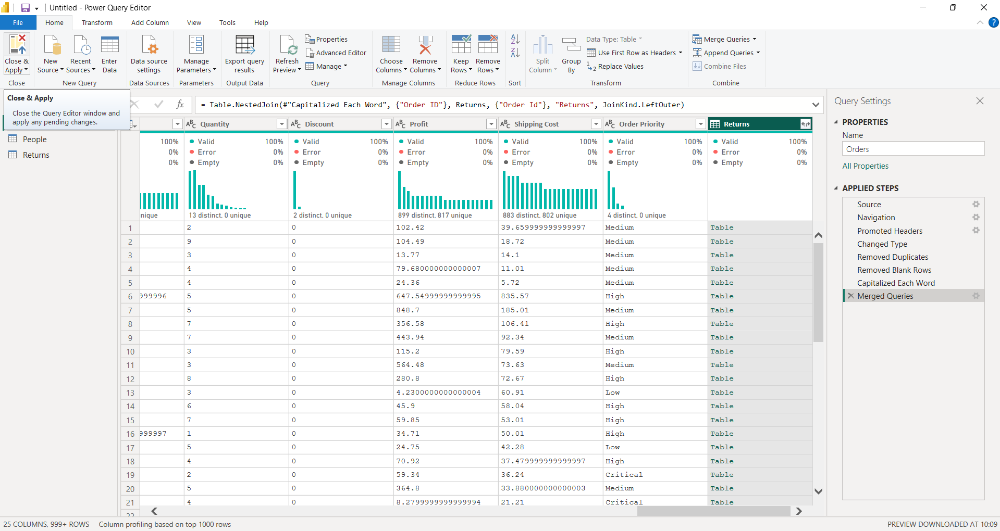 Untitled - Power Query Editor
File Home Transform Add Column View Tools Help
Close & Apply
New Source
Recent Sources
Enter Data
Data source settings
Manage Parameters
Export query results
Refresh Preview
Properties
Advanced Editor
Manage
Choose Columns
Remove Columns
Keep Rows
Remove Rows
Split Column
Group By
Data Type: Table
Use First Row as Headers
Replace Values
Merge Queries
Append Queries
Combine Files
Close New Query Data Sources Parameters Output Data Query Manage Columns Reduce Rows Sort Transform Combine
Close & Apply
Close the Query Editor window and
apply any pending changes.
People
Returns
= Table.NestedJoin(#"Capitalized Each Word", {"Order ID"}, Returns, {"Order Id"}, "Returns", JoinKind.LeftOuter)
Quantity Discount Profit Shipping Cost Order Priority Returns
100% Valid 100% Valid 100% Valid 100% Valid 100% Valid 100% Valid 100%
0% Error 0% Error 0% Error 0% Error 0% Error 0% Error 0%
0% Empty 0% Empty 0% Empty 0% Empty 0% Empty 0% Empty 0%
nique 13 distinct, 0 unique 2 distinct, 0 unique 899 distinct, 817 unique 883 distinct, 802 unique 4 distinct, 0 unique
1 2 0 102.42 39.659999999999997 Medium Table
2 9 0 104.49 18.72 Medium Table
3 3 0 13.77 14.1 Medium Table
4 4 0 79.680000000000007 11.01 Medium Table
5 4 0 24.36 5.72 Medium Table
6 999996 5 0 647.54999999999995 835.57 High Table
7 5 0 848.7 185.01 Medium Table
8 7 0 356.58 106.41 High Table
9 7 0 443.94 92.34 Medium Table
10 3 0 115.2 79.59 High Table
11 3 0 564.48 73.63 Medium Table
12 8 0 280.8 72.67 High Table
13 3 0 4.2300000000000004 60.91 Low Table
14 6 0 45.9 58.04 High Table
15 7 0 59.85 53.01 High Table
16 999997 1 0 34.71 50.01 High Table
17 5 0 24.75 42.28 Low Table
18 4 0 70.92 37.479999999999997 High Table
19 2 0 59.34 36.24 Critical Table
20 5 0 364.8 33.880000000000003 Medium Table
21 4 0 8.2799999999999994 21.21 Critical Table
22
Query Settings
PROPERTIES
Name
Orders
All Properties
APPLIED STEPS
Source
Navigation
Promoted Headers
Changed Type
Removed Duplicates
Removed Blank Rows
Capitalized Each Word
Merged Queries
25 COLUMNS, 999+ ROWS Column profiling based on top 1000 rows PREVIEW DOWNLOADED AT 10:09